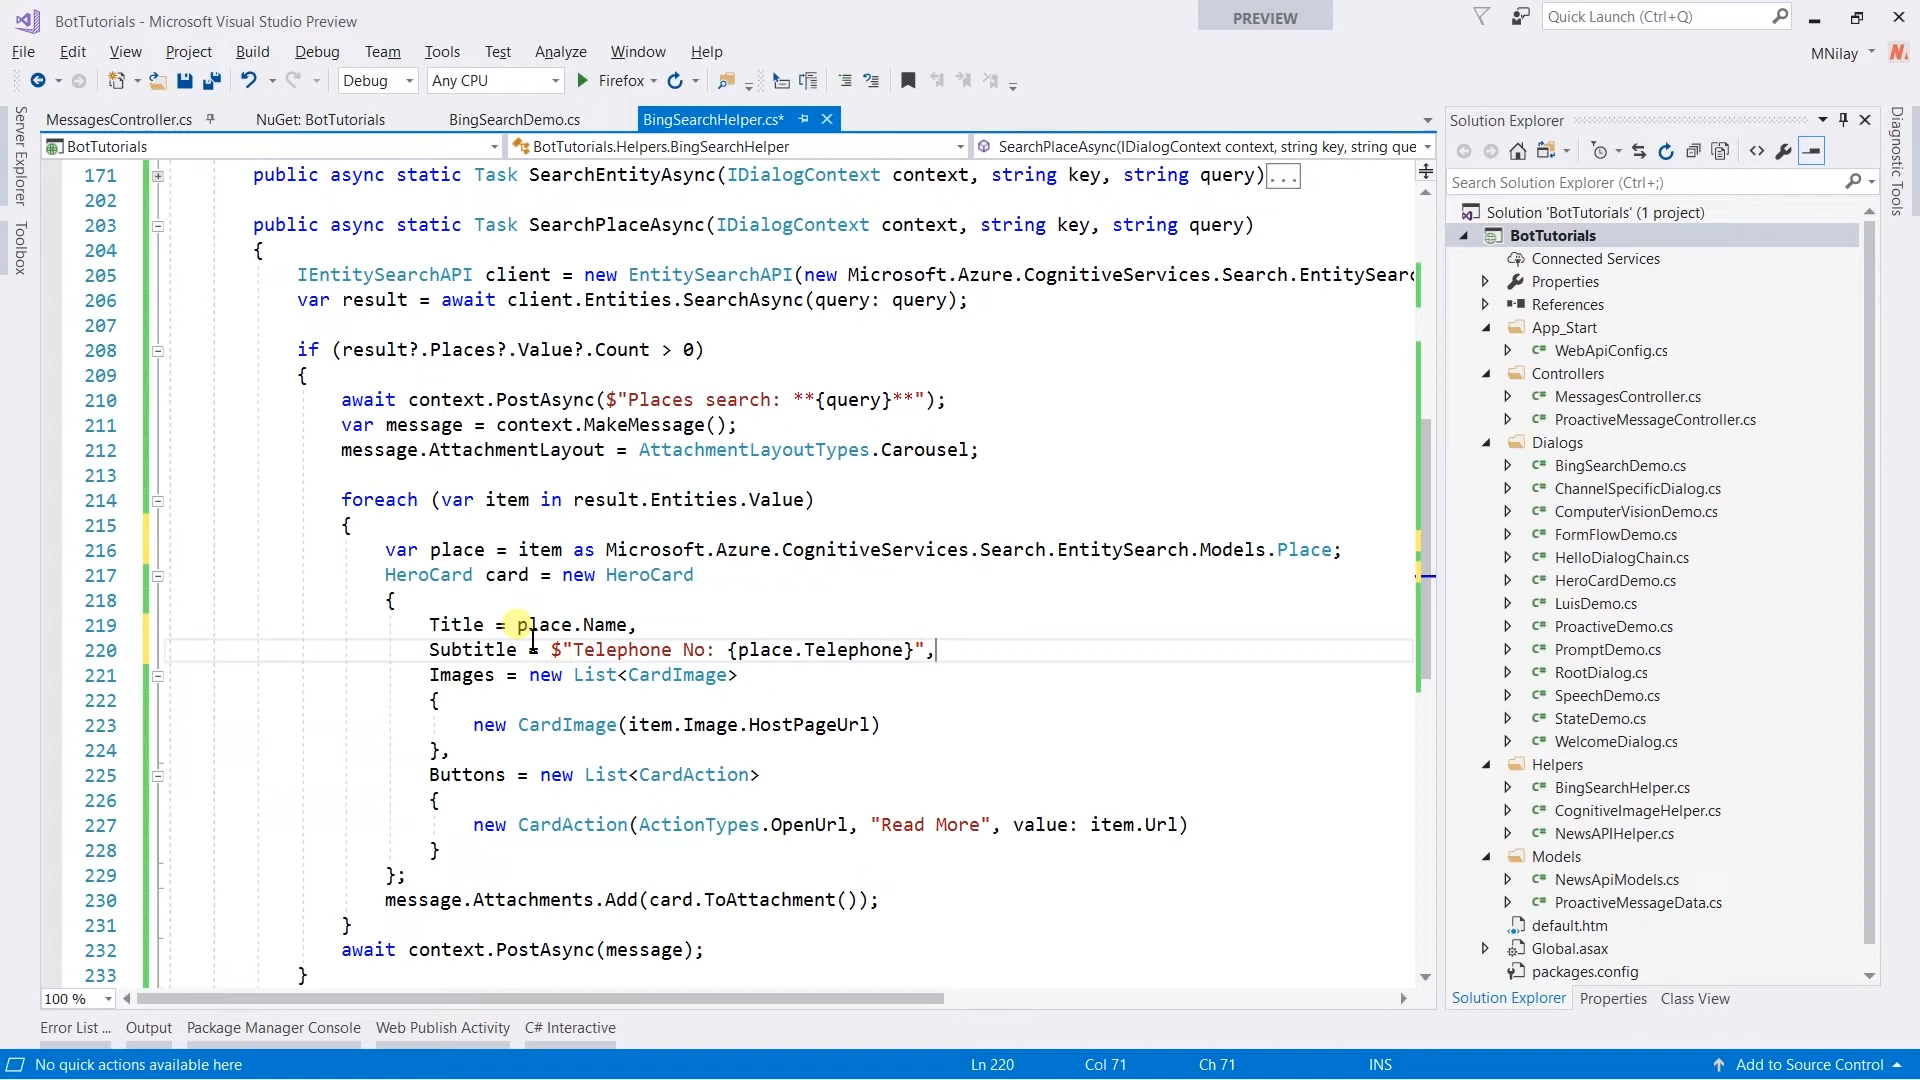 BotTutorials - Microsoft Visual Studio Preview
PREVIEW
Quick Launch (Ctrl+Q)
File Edit View Project Build Debug Team Tools Test Analyze Window Help
MNilay
Debug Any CPU Firefox
Server Explorer
Toolbox
MessagesController.cs NuGet: BotTutorials BingSearchDemo.cs BingSearchHelper.cs*
BotTutorials BotTutorials.Helpers.BingSearchHelper SearchPlaceAsync(IDialogContext context, string key, string que
171 public async static Task SearchEntityAsync(IDialogContext context, string key, string query)...
202
203 public async static Task SearchPlaceAsync(IDialogContext context, string key, string query)
204 {
205 IEntitySearchAPI client = new EntitySearchAPI(new Microsoft.Azure.CognitiveServices.Search.EntitySearc
206 var result = await client.Entities.SearchAsync(query: query);
207
208 if (result?.Places?.Value?.Count > 0)
209 {
210 await context.PostAsync($"Places search: **{query}**");
211 var message = context.MakeMessage();
212 message.AttachmentLayout = AttachmentLayoutTypes.Carousel;
213
214 foreach (var item in result.Entities.Value)
215 {
216 var place = item as Microsoft.Azure.CognitiveServices.Search.EntitySearch.Models.Place;
217 HeroCard card = new HeroCard
218 {
219 Title = place.Name,
220 Subtitle = $"Telephone No: {place.Telephone}",
221 Images = new List<CardImage>
222 {
223 new CardImage(item.Image.HostPageUrl)
224 },
225 Buttons = new List<CardAction>
226 {
227 new CardAction(ActionTypes.OpenUrl, "Read More", value: item.Url)
228 }
229 };
230 message.Attachments.Add(card.ToAttachment());
231 }
232 await context.PostAsync(message);
233 }
100 %
Solution Explorer
Search Solution Explorer (Ctrl+;)
Solution 'BotTutorials' (1 project)
BotTutorials
Connected Services
Properties
References
App_Start
C# WebApiConfig.cs
Controllers
C# MessagesController.cs
C# ProactiveMessageController.cs
Dialogs
C# BingSearchDemo.cs
C# ChannelSpecificDialog.cs
C# ComputerVisionDemo.cs
C# FormFlowDemo.cs
C# HelloDialogChain.cs
C# HeroCardDemo.cs
C# LuisDemo.cs
C# ProactiveDemo.cs
C# PromptDemo.cs
C# RootDialog.cs
C# SpeechDemo.cs
C# StateDemo.cs
C# WelcomeDialog.cs
Helpers
C# BingSearchHelper.cs
C# CognitiveImageHelper.cs
C# NewsAPIHelper.cs
Models
C# NewsApiModels.cs
C# ProactiveMessageData.cs
default.htm
Global.asax
packages.config
Solution Explorer Properties Class View
Diagnostic Tools
Error List ... Output Package Manager Console Web Publish Activity C# Interactive
No quick actions available here Ln 220 Col 71 Ch 71 INS Add to Source Control